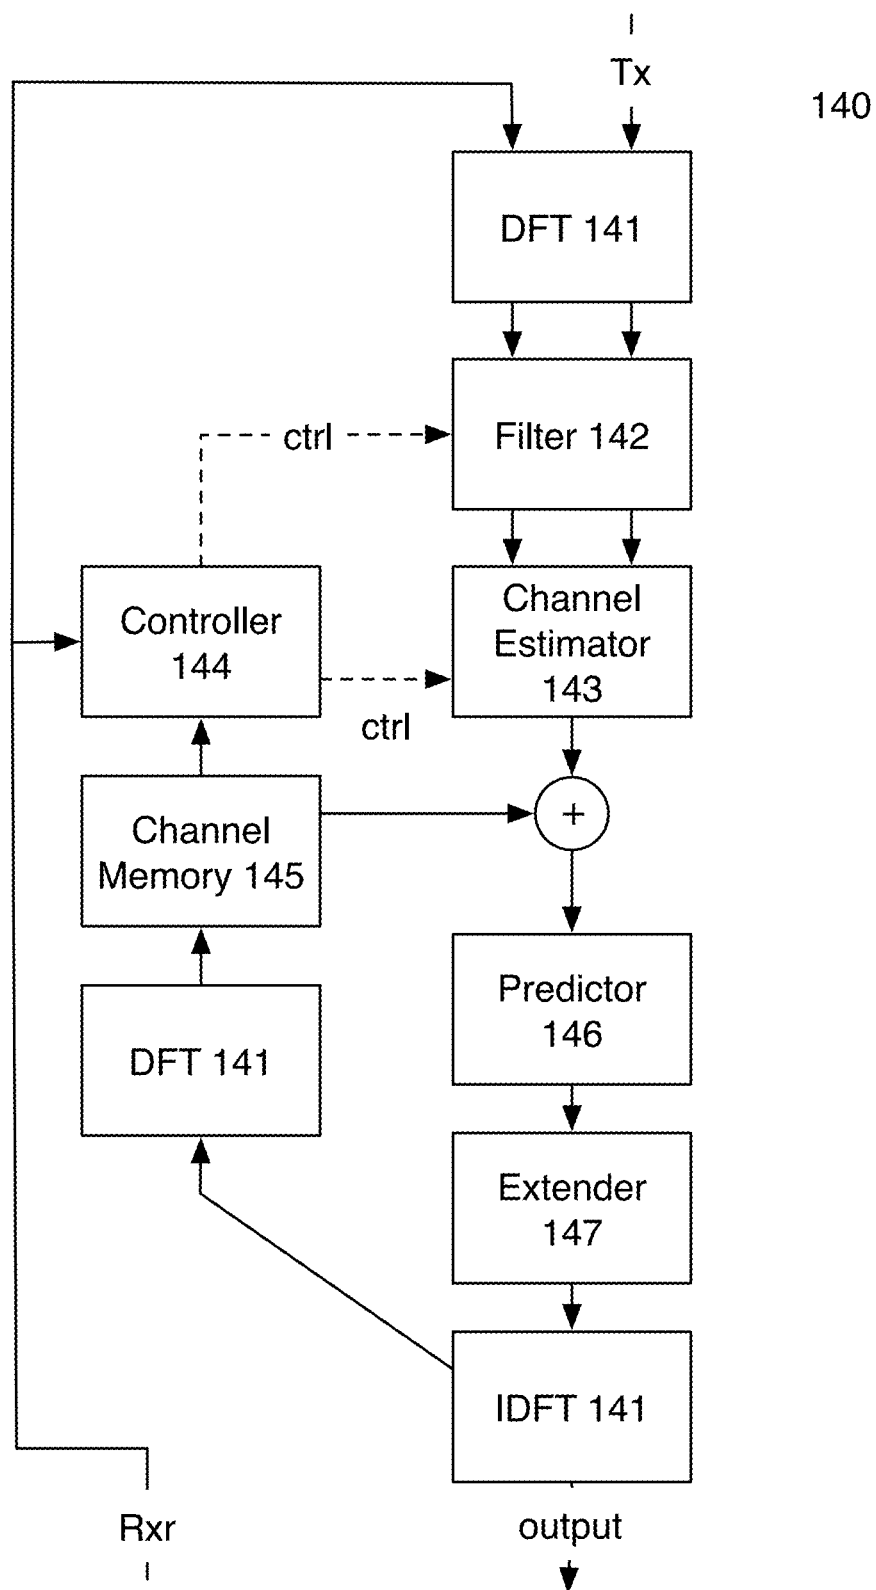 Tx
140
DFT 141
ctrl
Filter 142
Controller
144
Channel
Estimator
143
ctrl
Channel
Memory 145
+
Predictor
146
DFT 141
Extender
147
IDFT 141
Rxr
output